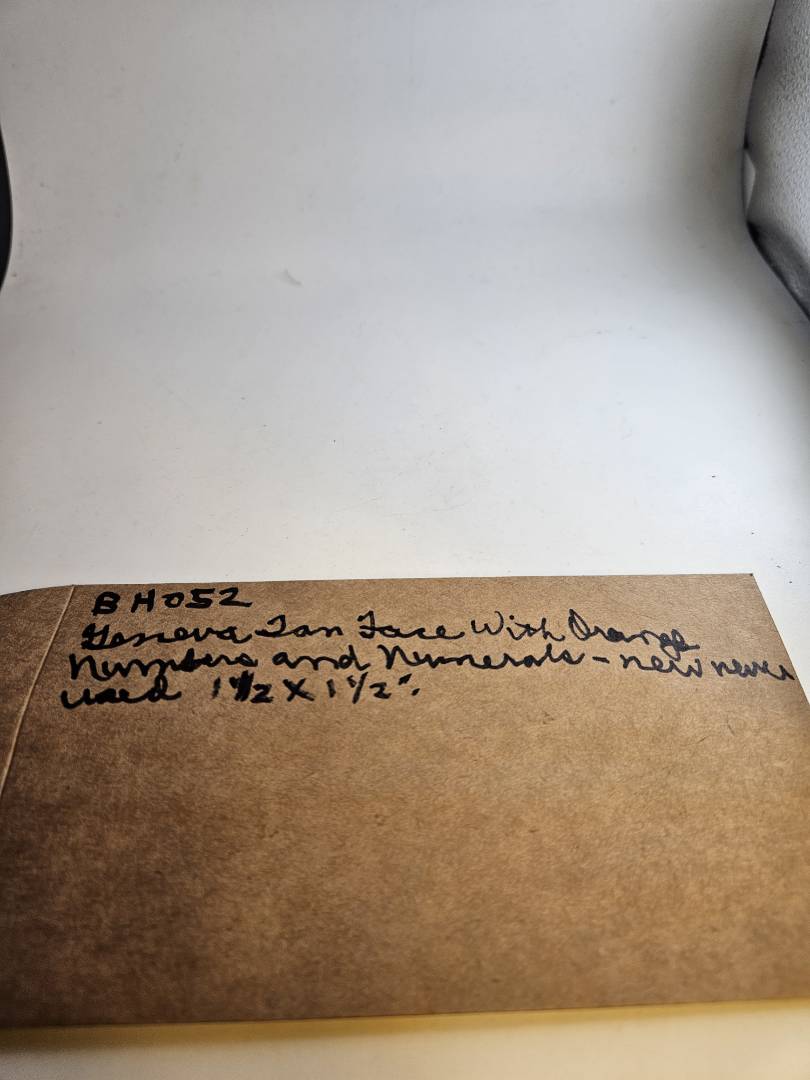 BH052
Geneva Tan Face With Orange
Numbers and Numerals - new never
used 1 1/2 X 1 1/2".